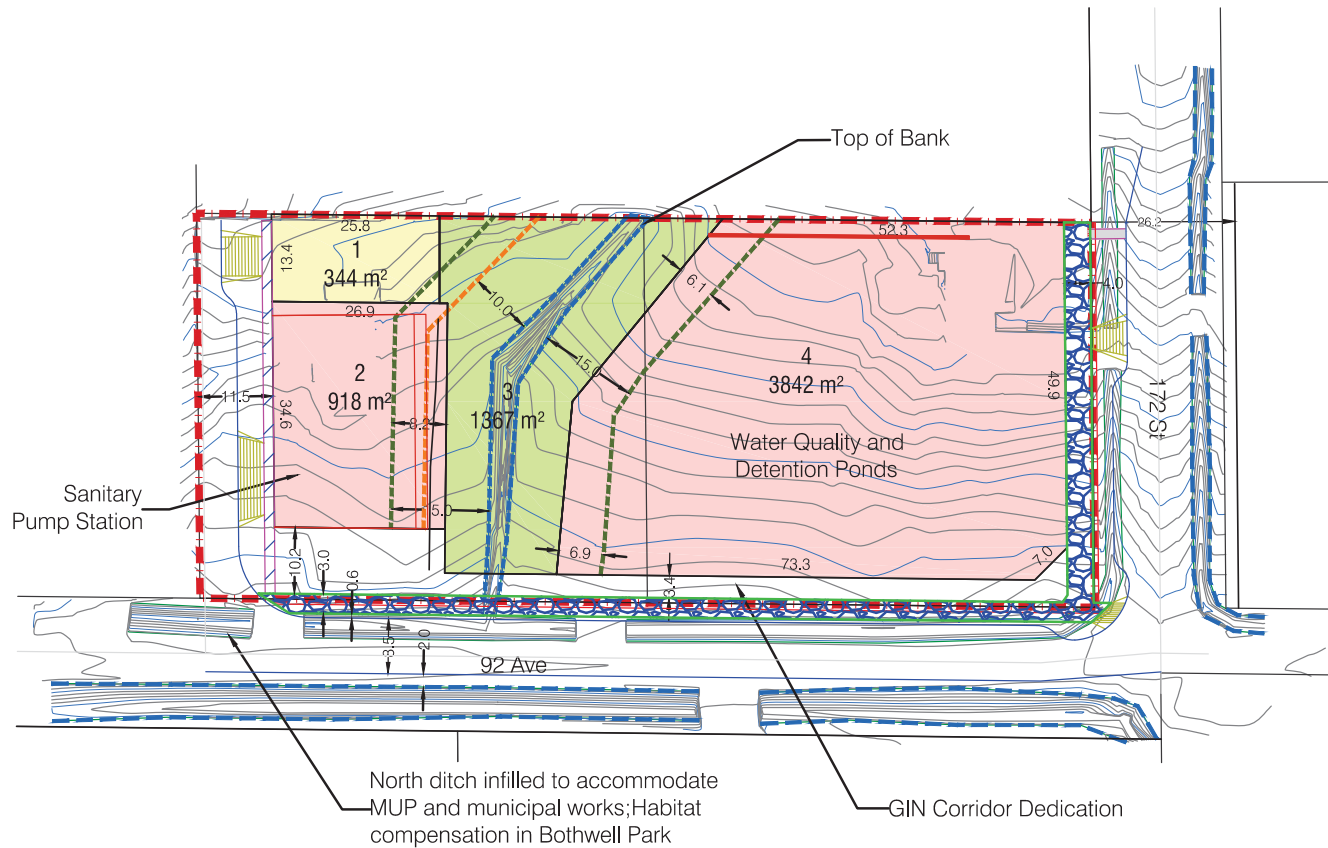 Top of Bank
26.2
25.8
52.3
1
344 m²
13.4
4.0
6.1
10.0
26.9
15.0
2
918 m²
11.5
34.6
8.2
3
1367 m²
4
3842 m²
49.9
172 St
Water Quality and
Detention Ponds
Sanitary
Pump Station
10.2
3.0
0.6
6.9
73.3
7.0
3.4
3.5
2.0
92 Ave
North ditch infilled to accommodate
MUP and municipal works;Habitat
compensation in Bothwell Park
GIN Corridor Dedication